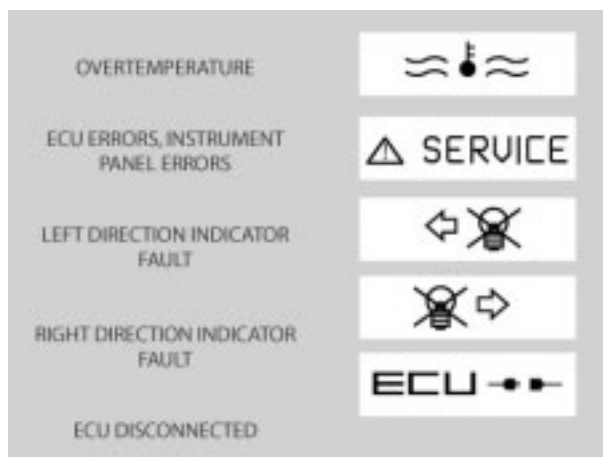 OVERTEMPERATURE
ECU ERRORS, INSTRUMENT
PANEL ERRORS
SERVICE
LEFT DIRECTION INDICATOR
FAULT
RIGHT DIRECTION INDICATOR
FAULT
ECU
ECU DISCONNECTED